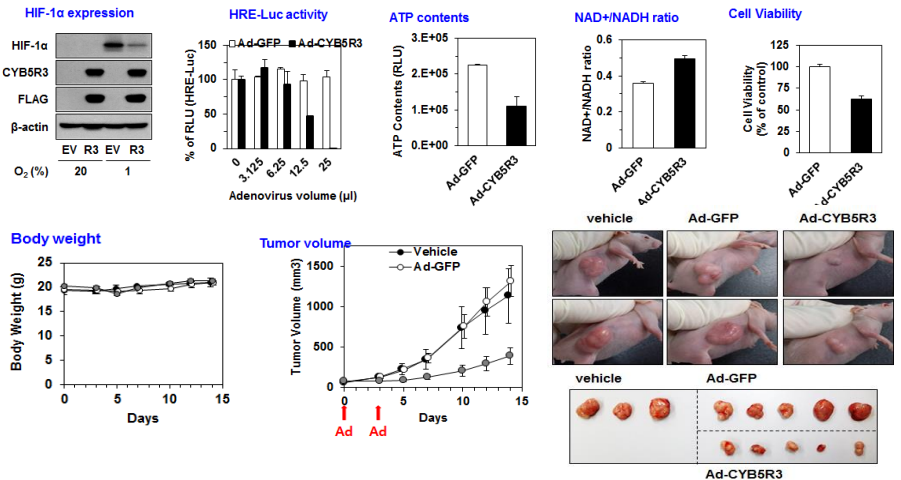 HIF-1α expression
HIF-1α
CYB5R3
FLAG
β-actin
EV R3 EV R3
O₂ (%) 20 1
HRE-Luc activity
Ad-GFP Ad-CYB5R3
% of RLU (HRE-Luc)
150
125
100
75
50
25
0
0 3.125 6.25 12.5 25
Adenovirus volume (μl)
ATP contents
ATP Contents (RLU)
3.E+05
2.E+05
1.E+05
0.E+00
Ad-GFP
Ad-CYB5R3
NAD+/NADH ratio
NAD+/NADH ratio
0.6
0.4
0.2
0.0
Ad-GFP
Ad-CYB5R3
Cell Viability
Cell Viability
(% of control)
120
100
80
60
40
20
0
Ad-GFP
Ad-CYB5R3
Body weight
Body Weight (g)
25
20
15
10
5
0
0 5 10 15
Days
Tumor volume
Vehicle
Ad-GFP
Tumor Volume (mm3)
1500
1000
500
0
0 5 10 15
Days
Ad Ad
vehicle Ad-GFP Ad-CYB5R3
vehicle Ad-GFP
Ad-CYB5R3